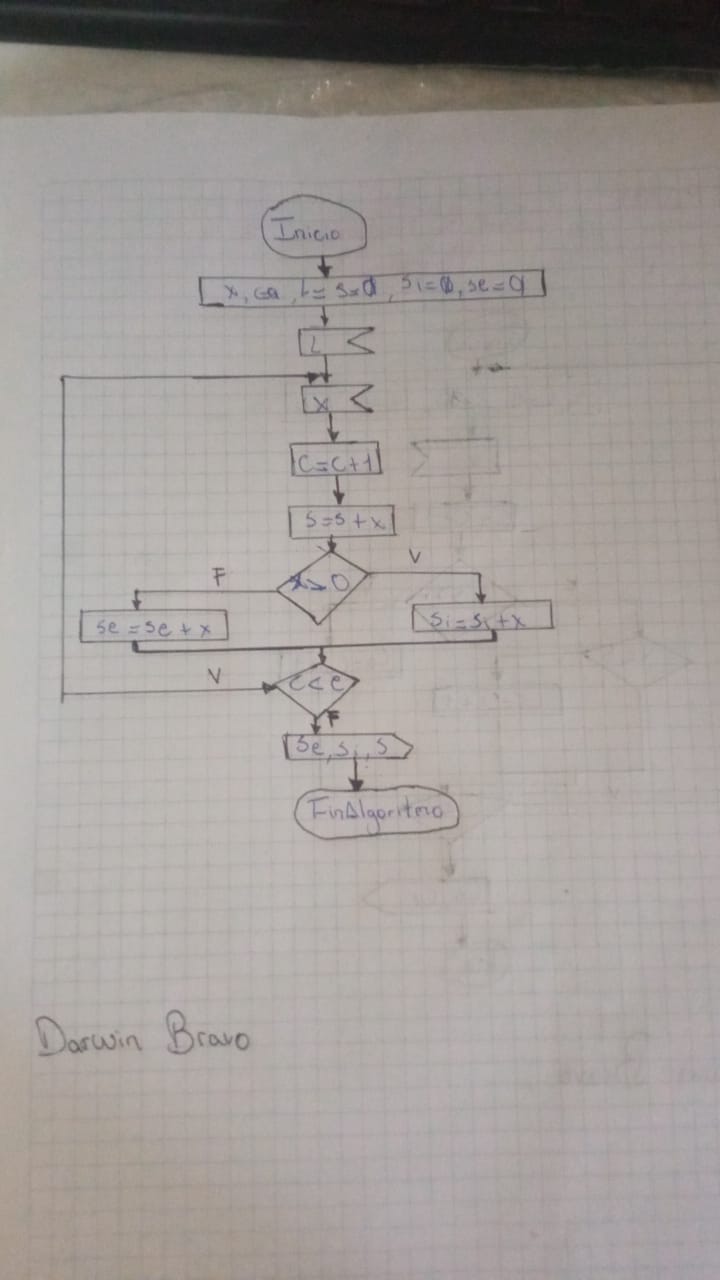 Inicio
x, c=0, L= s=0, si=0, se=0
L
x
c=c+1
s=s+x
F x>0 V
se=se+x si=si+x
V c<e
F
se, si, s
FinAlgoritmo
Darwin Bravo